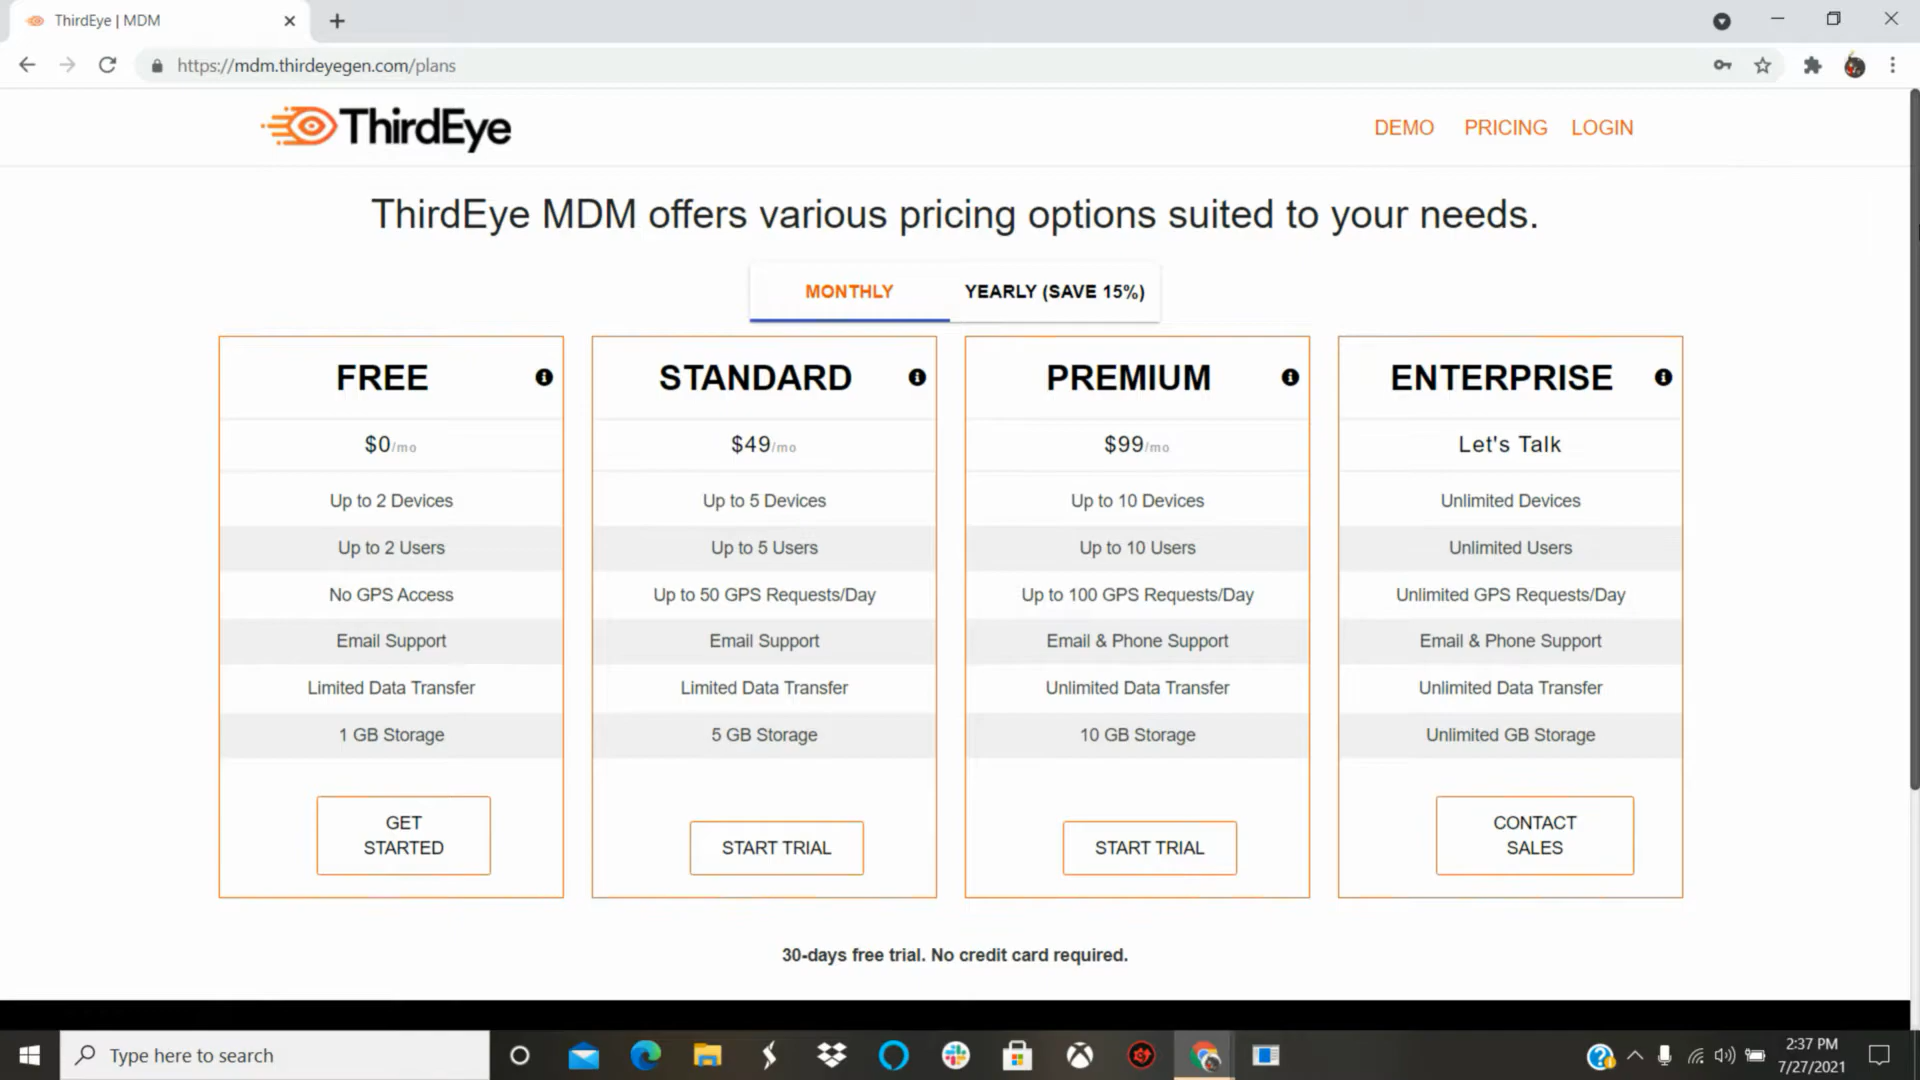 ThirdEye | MDM
https://mdm.thirdeyegen.com/plans
ThirdEye
DEMO PRICING LOGIN
ThirdEye MDM offers various pricing options suited to your needs.
MONTHLY YEARLY (SAVE 15%)
FREE STANDARD PREMIUM ENTERPRISE
$0/mo $49/mo $99/mo Let's Talk
Up to 2 Devices Up to 5 Devices Up to 10 Devices Unlimited Devices
Up to 2 Users Up to 5 Users Up to 10 Users Unlimited Users
No GPS Access Up to 50 GPS Requests/Day Up to 100 GPS Requests/Day Unlimited GPS Requests/Day
Email Support Email Support Email & Phone Support Email & Phone Support
Limited Data Transfer Limited Data Transfer Unlimited Data Transfer Unlimited Data Transfer
1 GB Storage 5 GB Storage 10 GB Storage Unlimited GB Storage
GET CONTACT
STARTED START TRIAL START TRIAL SALES
30-days free trial. No credit card required.
Type here to search
2:37 PM
7/27/2021